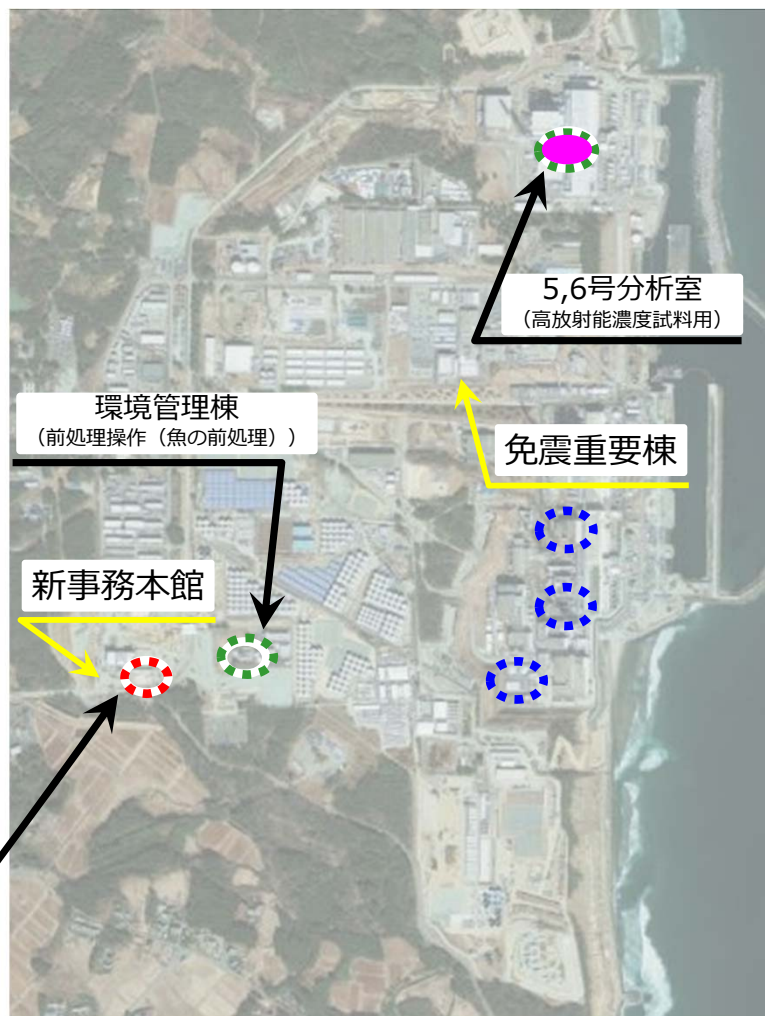 5,6号分析室
（高放射能濃度試料用）
環境管理棟
（前処理操作（魚の前処理））
免震重要棟
新事務本館